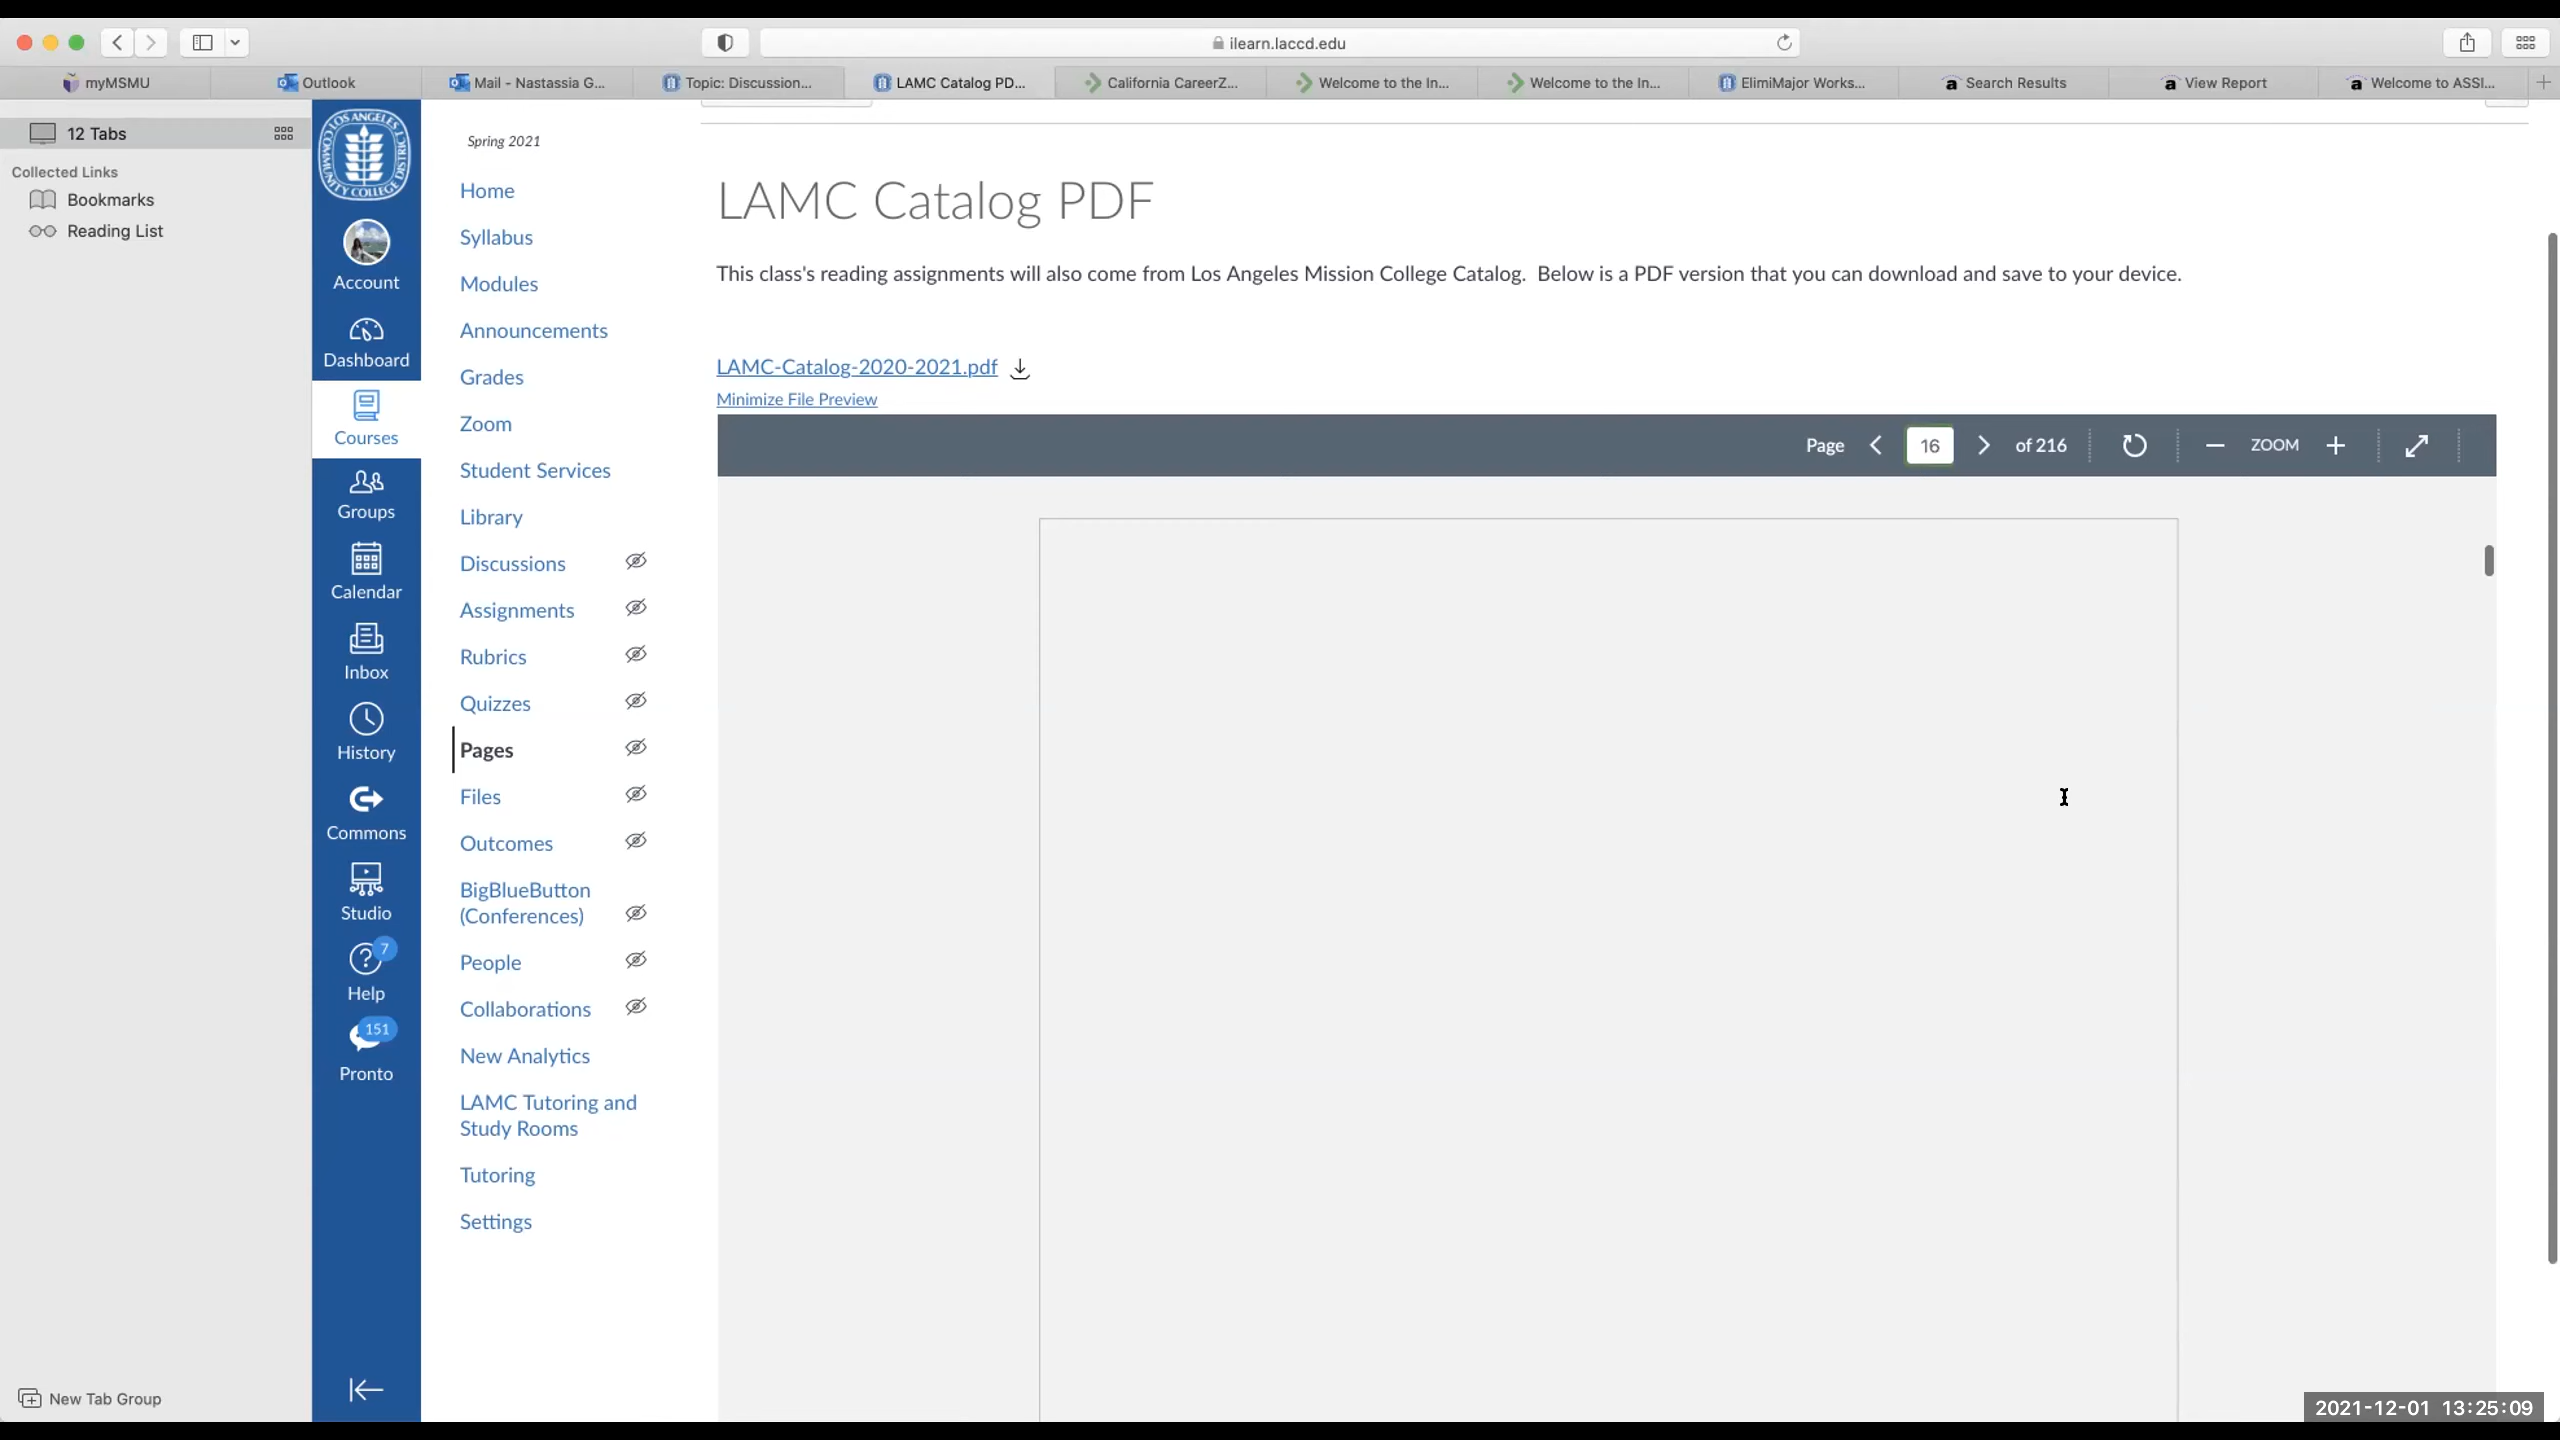 ilearn.laccd.edu
myMSMU
Outlook
Mail - Nastassia G...
Topic: Discussion...
LAMC Catalog PD...
California CareerZ...
Welcome to the In...
Welcome to the In...
ElimiMajor Works...
Search Results
View Report
Welcome to ASSI...
12 Tabs
Collected Links
Bookmarks
Reading List
New Tab Group
LOS ANGELES
COMMUNITY COLLEGE DISTRICT
Account
Dashboard
Courses
Groups
Calendar
Inbox
History
Commons
Studio
7
Help
151
Pronto
Spring 2021
Home
Syllabus
Modules
Announcements
Grades
Zoom
Student Services
Library
Discussions
Assignments
Rubrics
Quizzes
Pages
Files
Outcomes
BigBlueButton
(Conferences)
People
Collaborations
New Analytics
LAMC Tutoring and
Study Rooms
Tutoring
Settings
LAMC Catalog PDF
This class's reading assignments will also come from Los Angeles Mission College Catalog. Below is a PDF version that you can download and save to your device.
LAMC-Catalog-2020-2021.pdf
Minimize File Preview
Page 16 of 216 ZOOM
2021-12-01 13:25:09